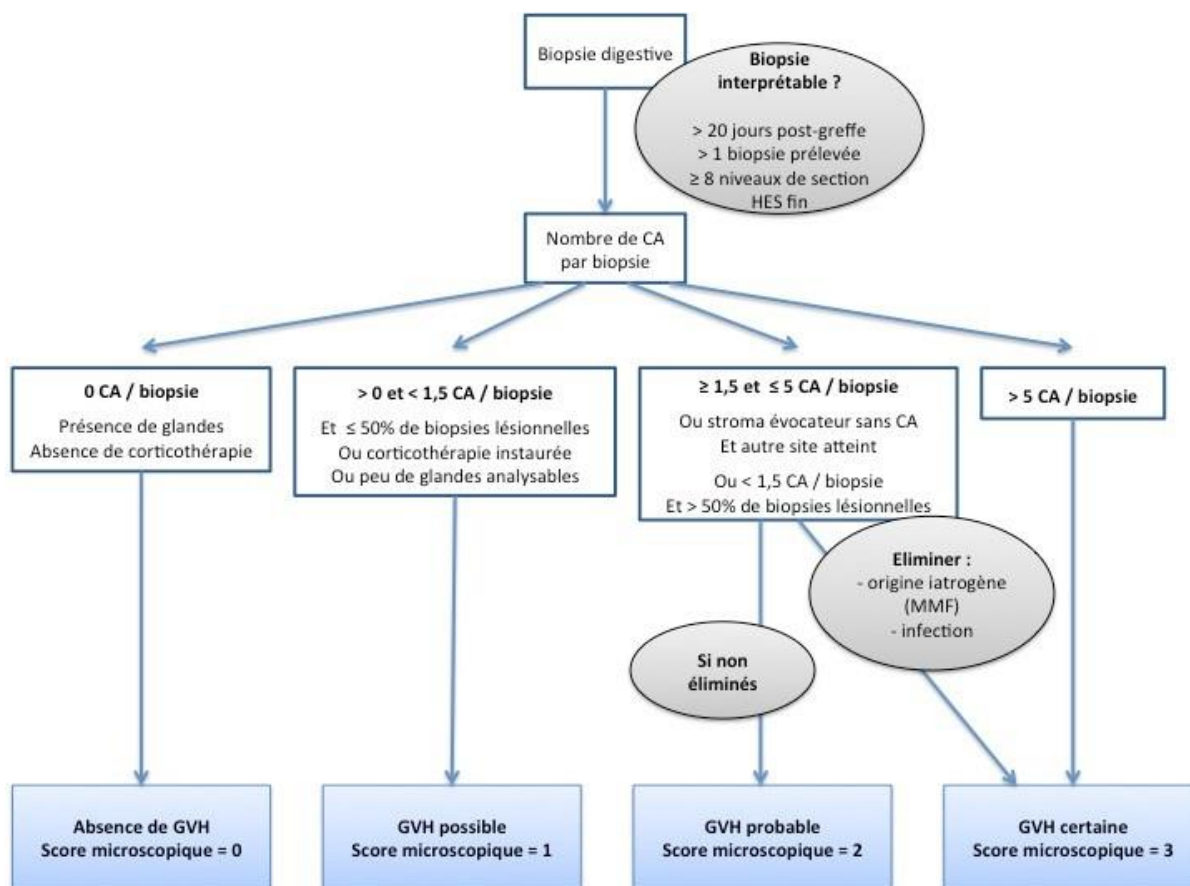 Biopsie digestive
Biopsie
interprétable ?
> 20 jours post-greffe
> 1 biopsie prélevée
≥ 8 niveaux de section
HES fin
Nombre de CA
par biopsie
0 CA / biopsie
Présence de glandes
Absence de corticothérapie
> 0 et < 1,5 CA / biopsie
Et ≤ 50% de biopsies lésionnelles
Ou corticothérapie instaurée
Ou peu de glandes analysables
≥ 1,5 et ≤ 5 CA / biopsie
Ou stroma évocateur sans CA
Et autre site atteint
Ou < 1,5 CA / biopsie
Et > 50% de biopsies lésionnelles
> 5 CA / biopsie
Eliminer :
- origine iatrogène
(MMF)
- infection
Si non
éliminés
Absence de GVH
Score microscopique = 0
GVH possible
Score microscopique = 1
GVH probable
Score microscopique = 2
GVH certaine
Score microscopique = 3